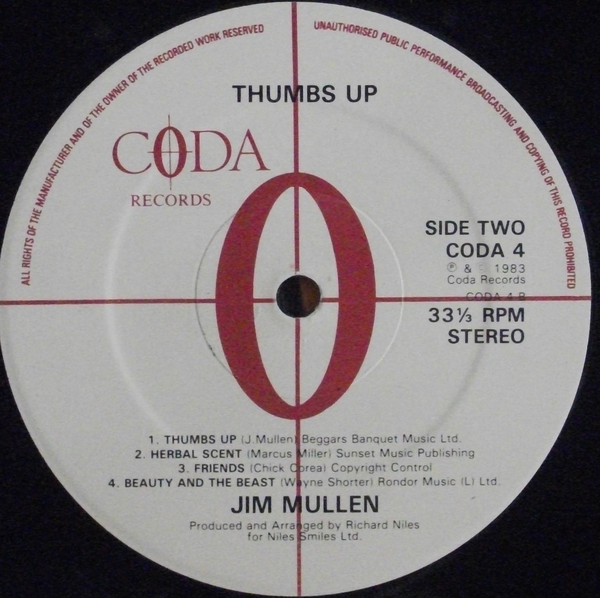 ALL RIGHTS OF THE MANUFACTURER AND OF THE OWNER OF THE RECORDED WORK RESERVED
UNAUTHORISED PUBLIC PERFORMANCE BROADCASTING AND COPYING OF THIS RECORD PROHIBITED
THUMBS UP
CODA
RECORDS
SIDE TWO
CODA 4
℗ & © 1983
Coda Records
CODA 4 B
33⅓ RPM
STEREO
1. THUMBS UP (J.Mullen) Beggars Banquet Music Ltd.
2. HERBAL SCENT (Marcus Miller) Sunset Music Publishing
3. FRIENDS (Chick Corea) Copyright Control
4. BEAUTY AND THE BEAST (Wayne Shorter) Rondor Music (L) Ltd.
JIM MULLEN
Produced and Arranged by Richard Niles
for Niles Smiles Ltd.